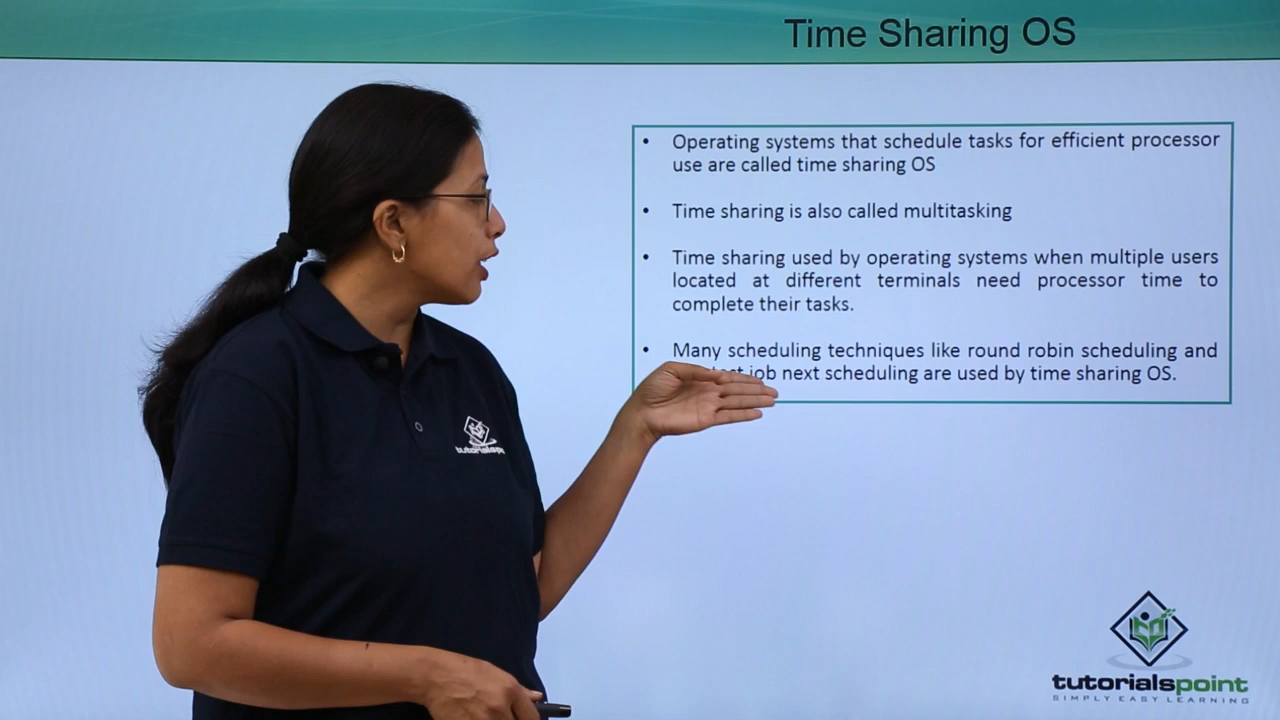 Time Sharing OS
• Operating systems that schedule tasks for efficient processor
use are called time sharing OS
• Time sharing is also called multitasking
• Time sharing used by operating systems when multiple users
located at different terminals need processor time to
complete their tasks.
• Many scheduling techniques like round robin scheduling and
job next scheduling are used by time sharing OS.
tutorialspoint
SIMPLY EASY LEARNING